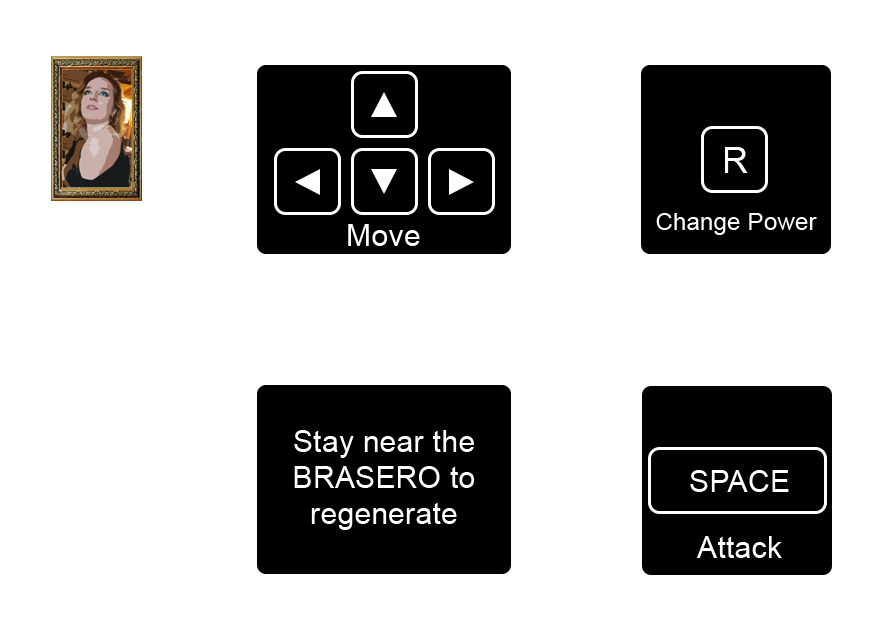 Move
R
Change Power
Stay near the
BRASERO to
regenerate
SPACE
Attack